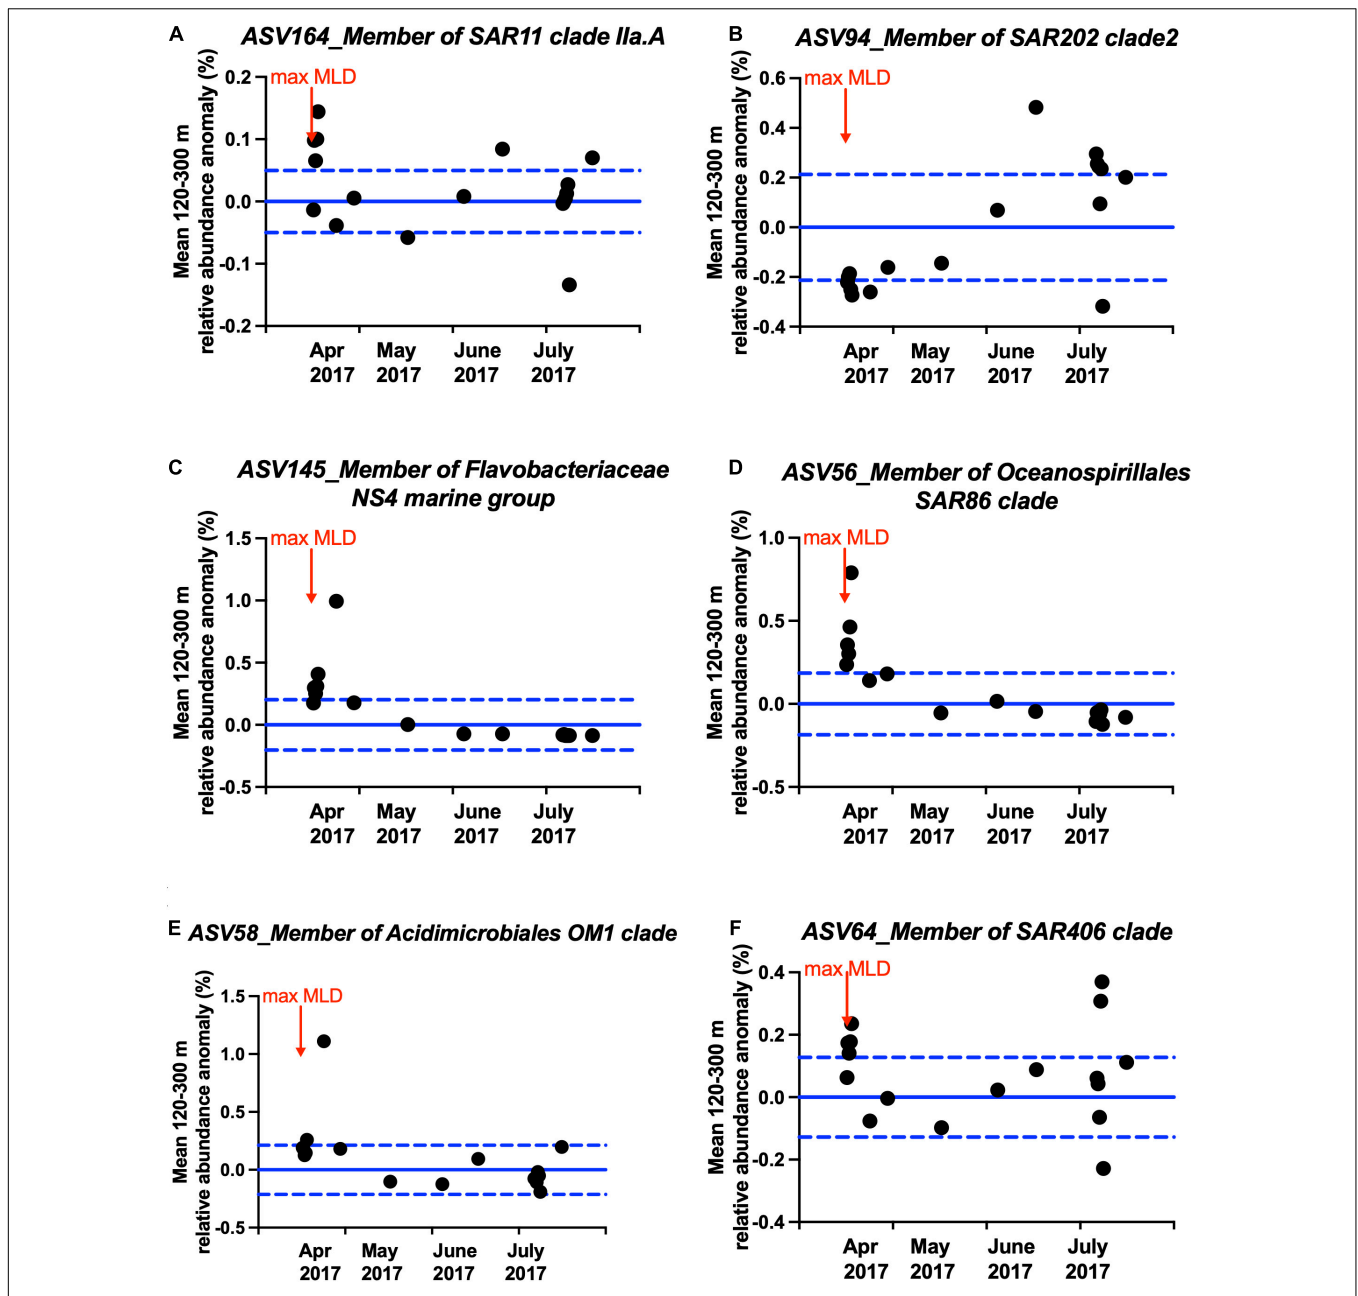 A ASV164_Member of SAR11 clade IIa.A
Mean 120-300 m
relative abundance anomaly (%)
max MLD
0.2
0.1
0.0
-0.1
-0.2
Apr 2017
May 2017
June 2017
July 2017
B ASV94_Member of SAR202 clade2
Mean 120-300 m
relative abundance anomaly (%)
max MLD
0.6
0.4
0.2
0.0
-0.2
-0.4
Apr 2017
May 2017
June 2017
July 2017
C ASV145_Member of Flavobacteriaceae
NS4 marine group
Mean 120-300 m
relative abundance anomaly (%)
max MLD
1.5
1.0
0.5
0.0
-0.5
Apr 2017
May 2017
June 2017
July 2017
D ASV56_Member of Oceanospirillales
SAR86 clade
Mean 120-300 m
relative abundance anomaly (%)
max MLD
1.0
0.5
0.0
-0.5
Apr 2017
May 2017
June 2017
July 2017
E ASV58_Member of Acidimicrobiales OM1 clade
Mean 120-300 m
relative abundance anomaly (%)
max MLD
1.5
1.0
0.5
0.0
-0.5
Apr 2017
May 2017
June 2017
July 2017
F ASV64_Member of SAR406 clade
Mean 120-300 m
relative abundance anomaly (%)
max MLD
0.4
0.2
0.0
-0.2
-0.4
Apr 2017
May 2017
June 2017
July 2017